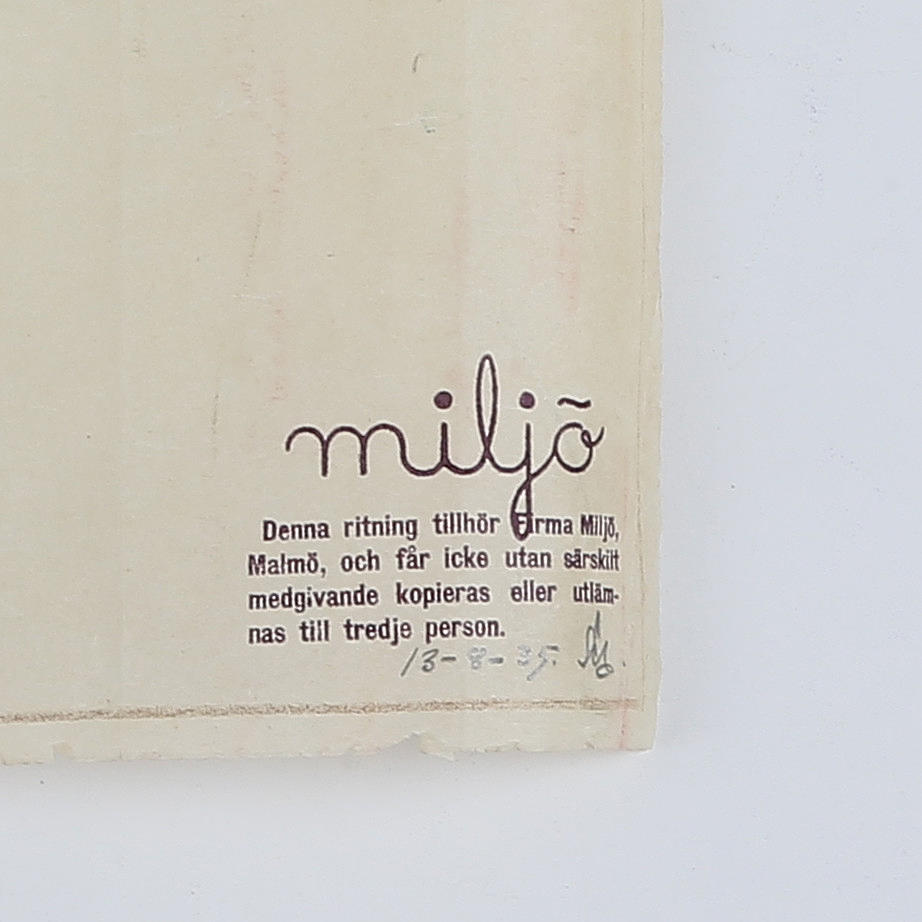 miljõ
Denna ritning tillhör Firma Miljö,
Malmö, och får icke utan särskilt
medgivande kopieras eller utläm-
nas till tredje person.
13-8-35.